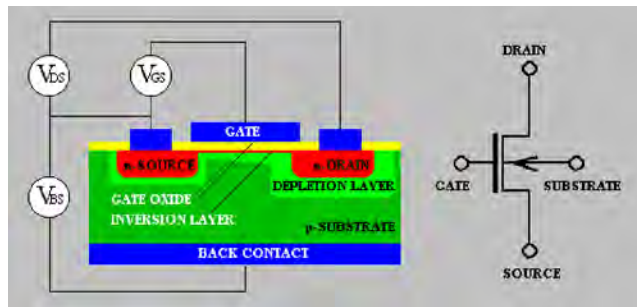 DRAIN
VDS
VGS
GATE
n-SOURCE
n-DRAIN
DEPLETION LAYER
GATE
SUBSTRATE
VBS
GATE OXIDE
INVERSION LAYER
p-SUBSTRATE
BACK CONTACT
SOURCE